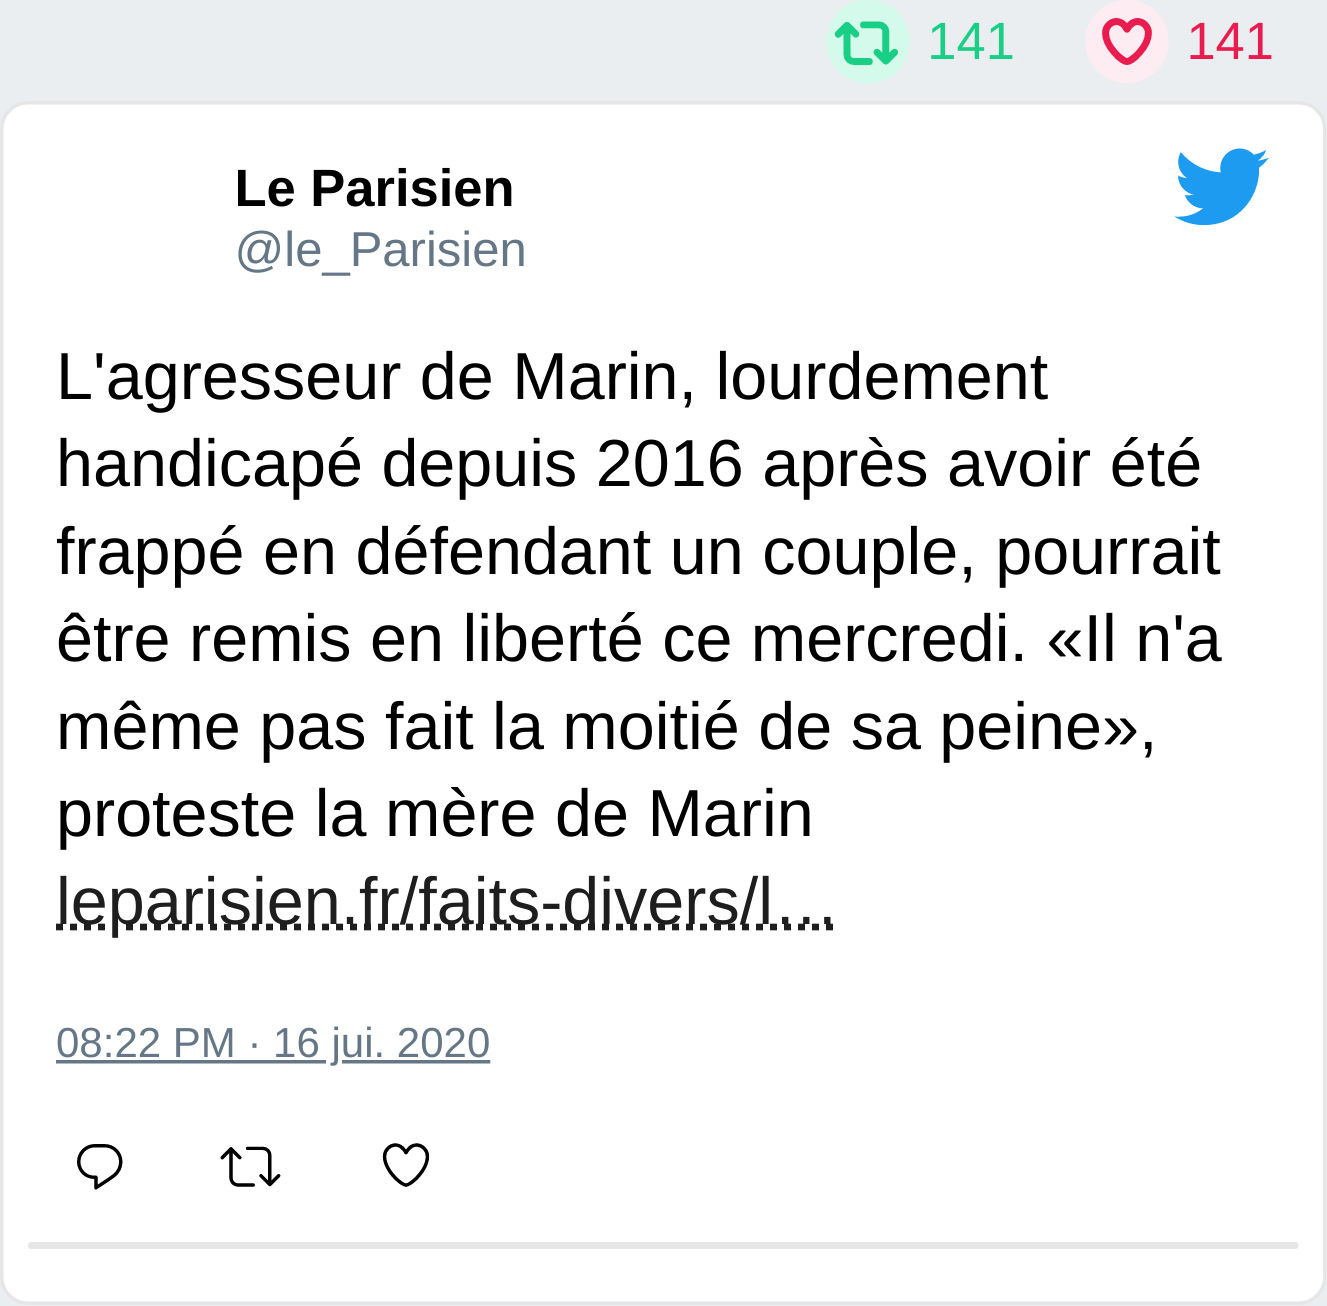 141 141
Le Parisien
@le_Parisien
L'agresseur de Marin, lourdement
handicapé depuis 2016 après avoir été
frappé en défendant un couple, pourrait
être remis en liberté ce mercredi. «Il n'a
même pas fait la moitié de sa peine»,
proteste la mère de Marin
leparisien.fr/faits-divers/l…
08:22 PM · 16 jui. 2020